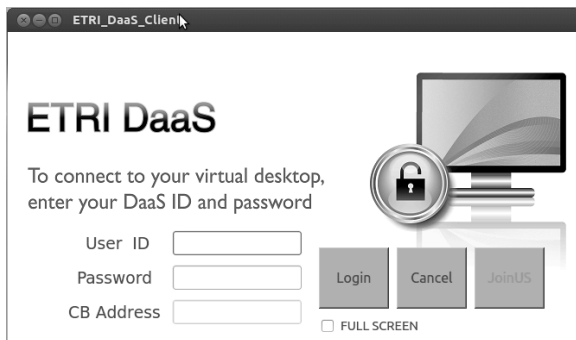 ETRI_DaaS_Client
ETRI DaaS
To connect to your virtual desktop,
enter your DaaS ID and password
User ID
Password
CB Address
Login
Cancel
JoinUS
FULL SCREEN